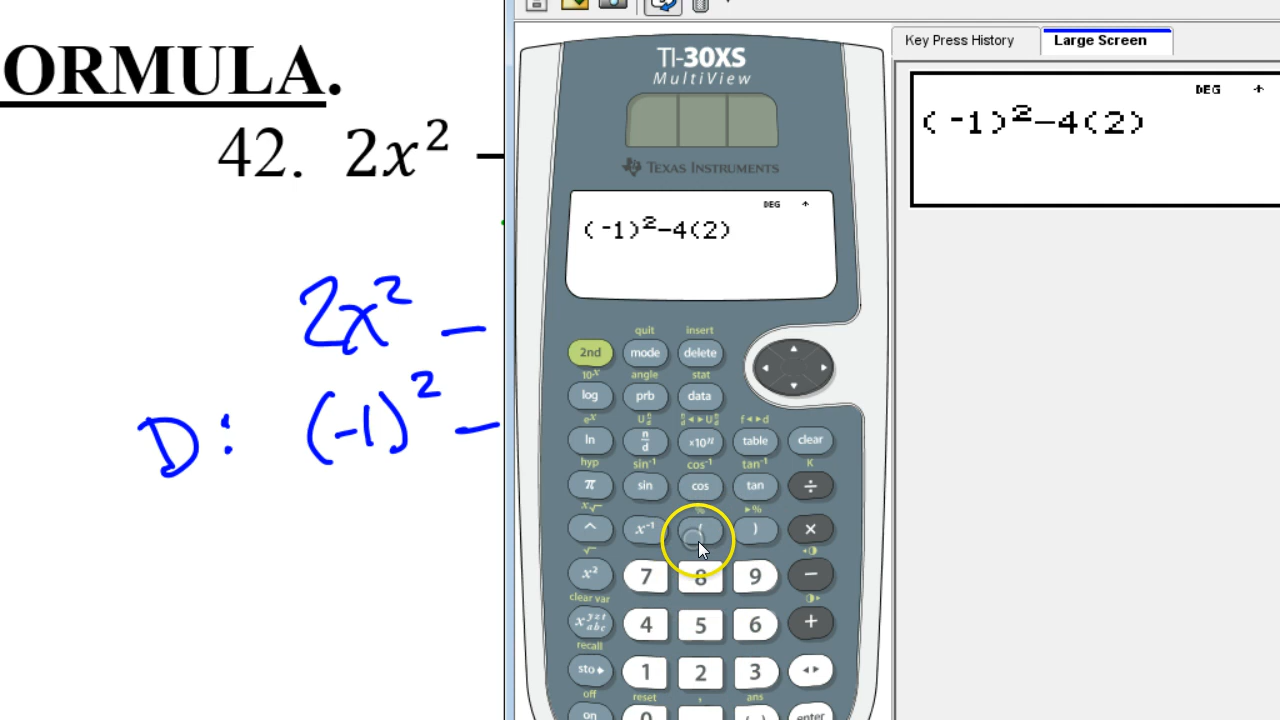 ORMULA.
42. 2x² −
2x² −
D: (-1)² −
Key Press History
Large Screen
DEG
(-1)²−4(2)
TI-30XS
MultiView
TEXAS INSTRUMENTS
DEG
(-1)²−4(2)
quit insert
2nd mode delete
10ˣ angle stat
log prb data
eˣ U n/d n/d◄►U n/d f◄►d
ln n/d ×10ⁿ table clear
hyp sin⁻¹ cos⁻¹ tan⁻¹ K
π sin cos tan ÷
ˣ√ % ►%
^ x⁻¹ ( ) ×
√
x² 7 8 9 −
clear var
x yzt abc 4 5 6 +
recall
sto► 1 2 3 ◄►
off reset , ans
on 0 (-) enter